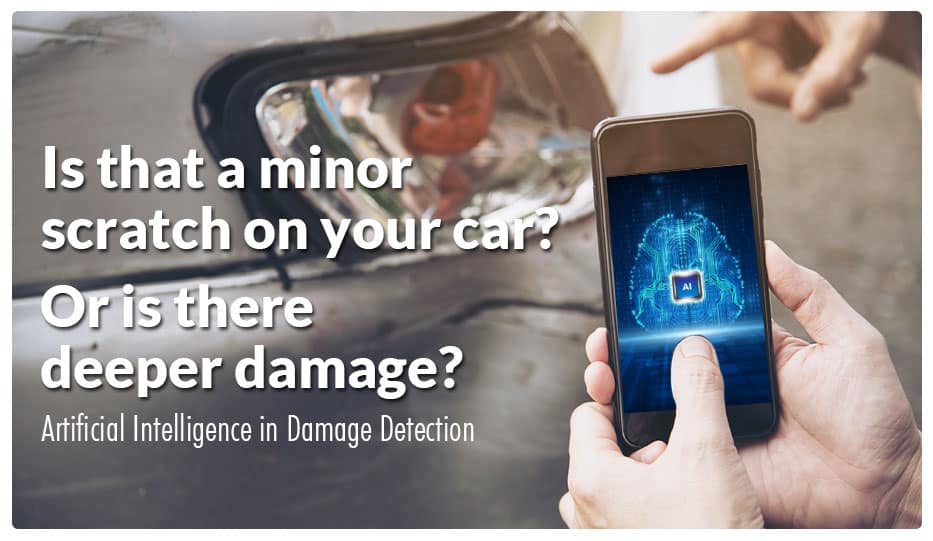 Is that a minor
scratch on your car?
Or is there
deeper damage?
Artificial Intelligence in Damage Detection
AI